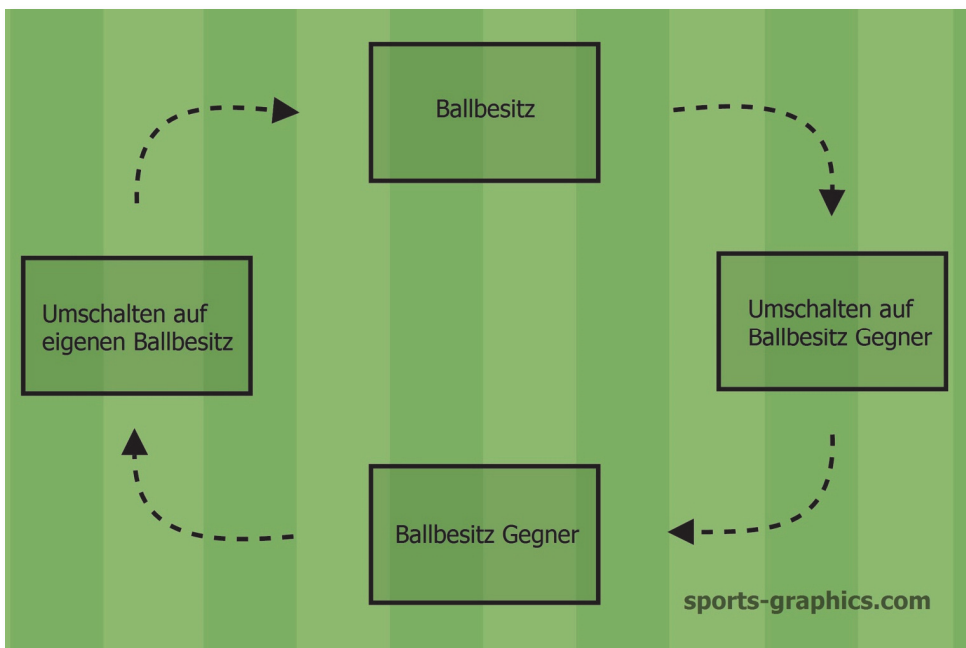 Ballbesitz
Umschalten auf
eigenen Ballbesitz
Umschalten auf
Ballbesitz Gegner
Ballbesitz Gegner
sports-graphics.com